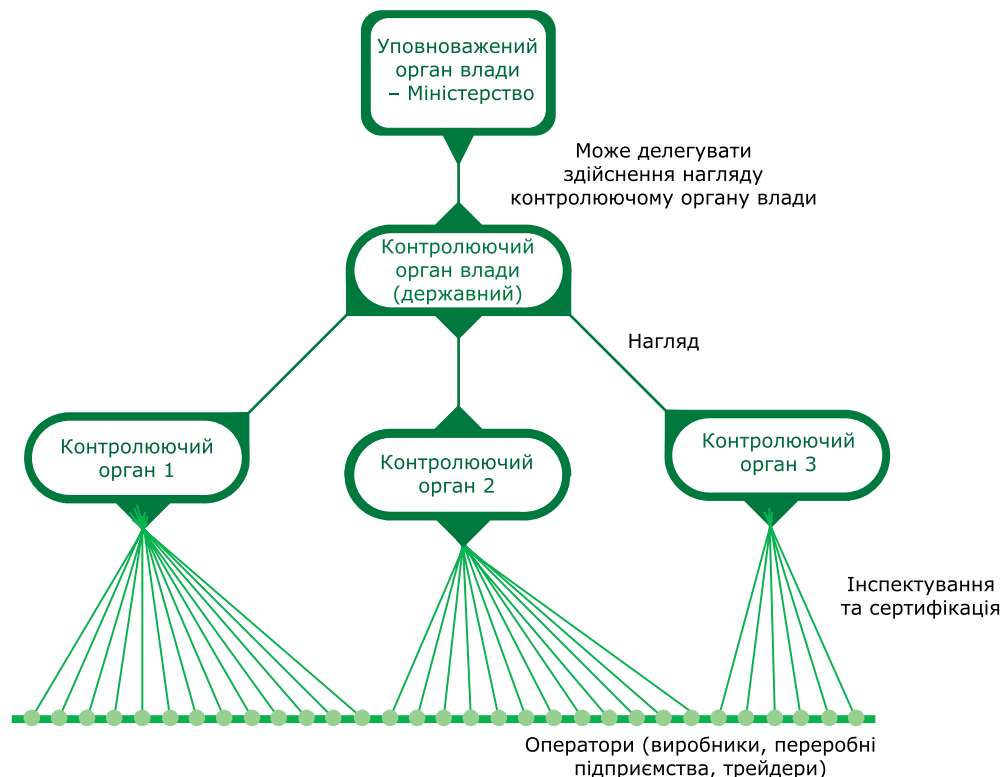 Уповноважений
орган влади
– Міністерство
Може делегувати
здійснення нагляду
контролюючому органу влади
Контролюючий
орган влади
(державний)
Нагляд
Контролюючий
орган 1
Контролюючий
орган 2
Контролюючий
орган 3
Інспектування
та сертифікація
Оператори (виробники, переробні
підприємства, трейдери)